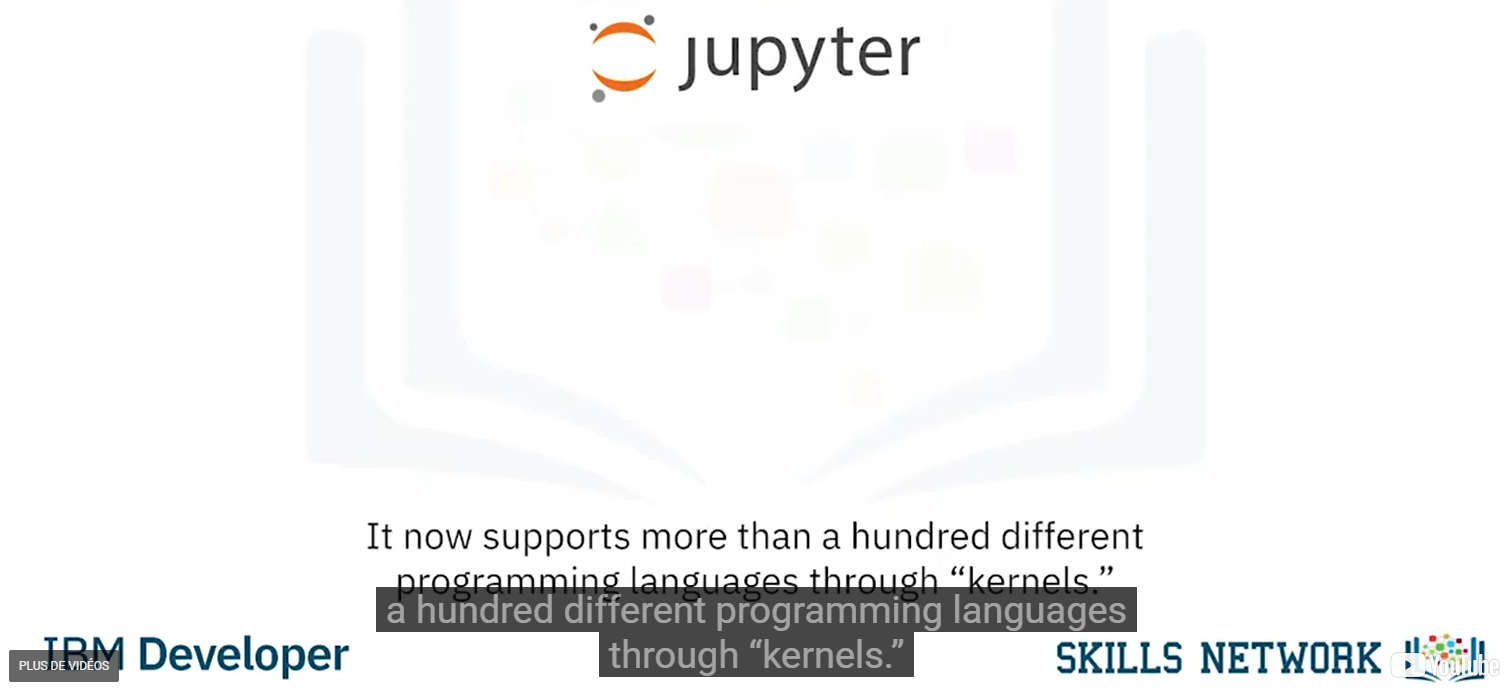 jupyter
It now supports more than a hundred different
programming languages through “kernels.”
a hundred different programming languages
through “kernels.”
IBM Developer
PLUS DE VIDÉOS
SKILLS NETWORK
YouTube